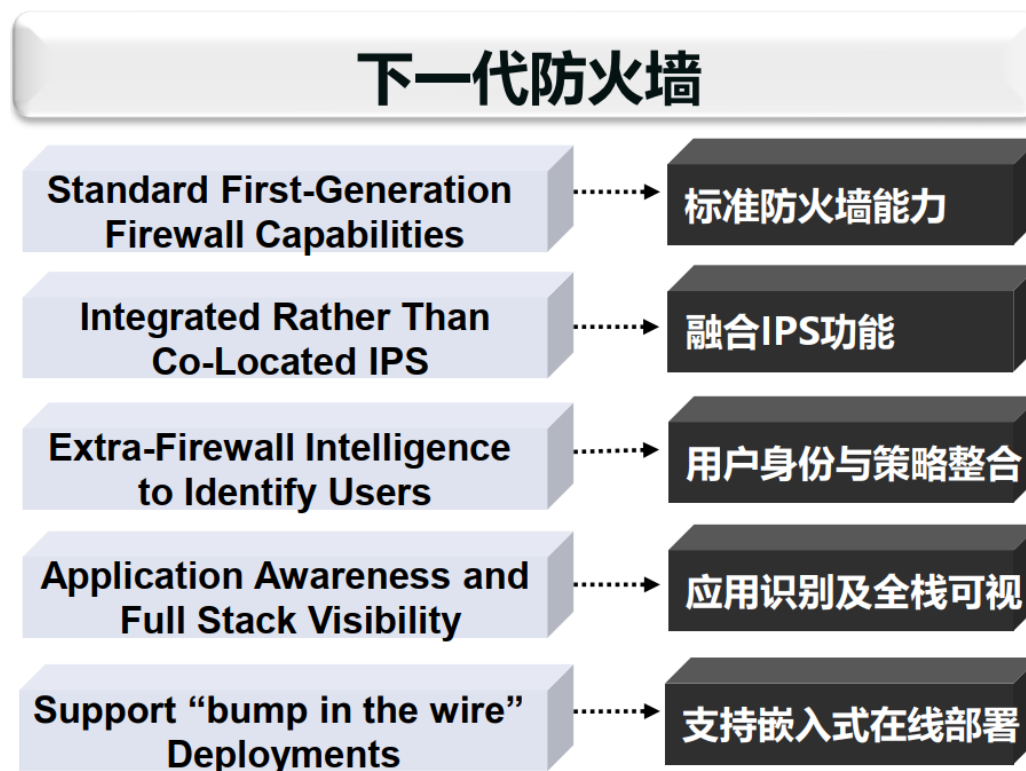 下一代防火墙
Standard First-Generation
Firewall Capabilities
标准防火墙能力
Integrated Rather Than
Co-Located IPS
融合IPS功能
Extra-Firewall Intelligence
to Identify Users
用户身份与策略整合
Application Awareness and
Full Stack Visibility
应用识别及全栈可视
Support “bump in the wire”
Deployments
支持嵌入式在线部署